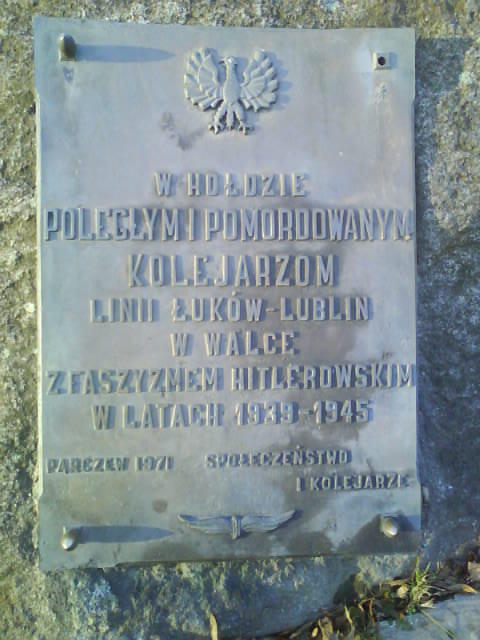 W HOŁDZIE
POLEGŁYM I POMORDOWANYM
KOLEJARZOM
LINII ŁUKÓW-LUBLIN
W WALCE
Z FASZYZMEM HITLEROWSKIM
W LATACH 1939-1945
PARCZEW 1971 SPOŁECZEŃSTWO
I KOLEJARZE